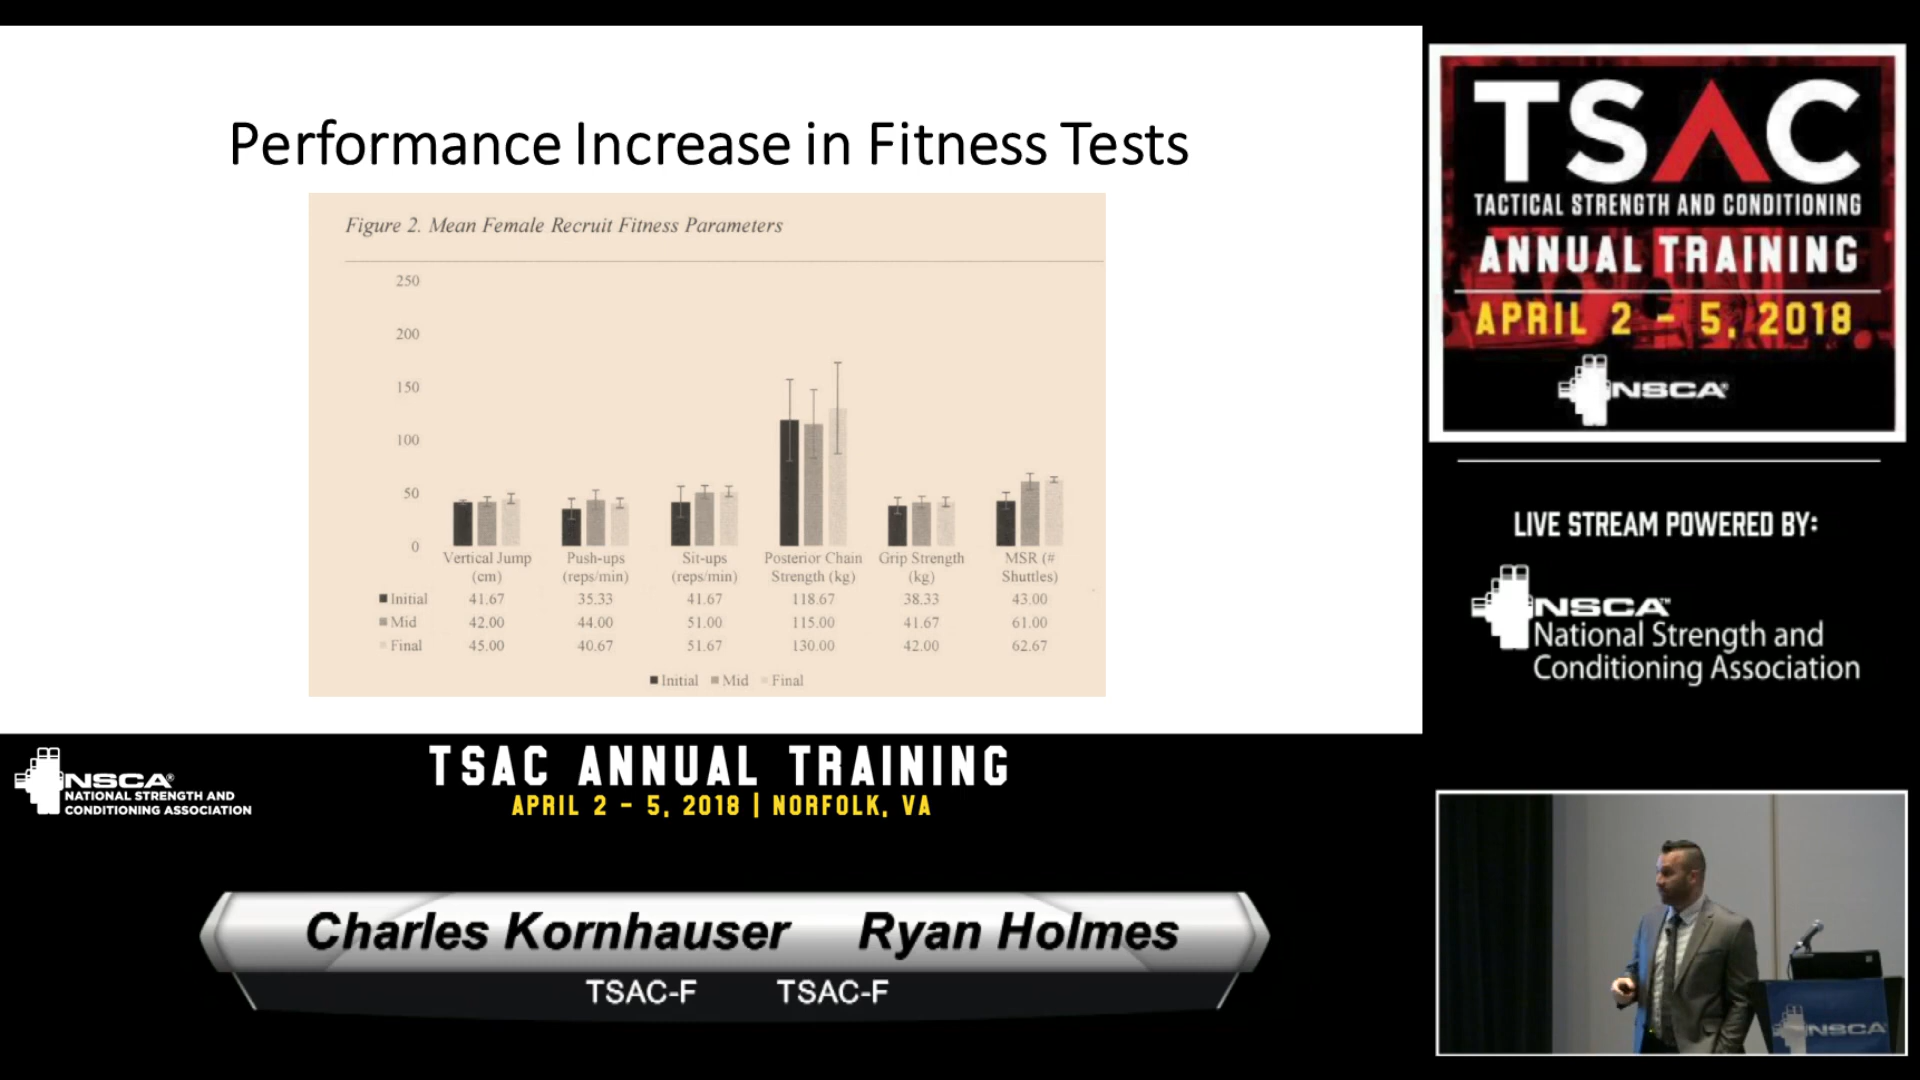 Performance Increase in Fitness Tests
Figure 2. Mean Female Recruit Fitness Parameters
250
200
150
100
50
0
Vertical Jump (cm)
Push-ups (reps/min)
Sit-ups (reps/min)
Posterior Chain Strength (kg)
Grip Strength (kg)
MSR (# Shuttles)
Initial 41.67 35.33 41.67 118.67 38.33 43.00
Mid 42.00 44.00 51.00 115.00 41.67 61.00
Final 45.00 40.67 51.67 130.00 42.00 62.67
Initial Mid Final
TSAC
TACTICAL STRENGTH AND CONDITIONING
ANNUAL TRAINING
APRIL 2 - 5, 2018
NSCA®
LIVE STREAM POWERED BY:
NSCA™
National Strength and
Conditioning Association
NSCA®
NATIONAL STRENGTH AND
CONDITIONING ASSOCIATION
TSAC ANNUAL TRAINING
APRIL 2 - 5, 2018 | NORFOLK, VA
Charles Kornhauser Ryan Holmes
TSAC-F TSAC-F
NSCA